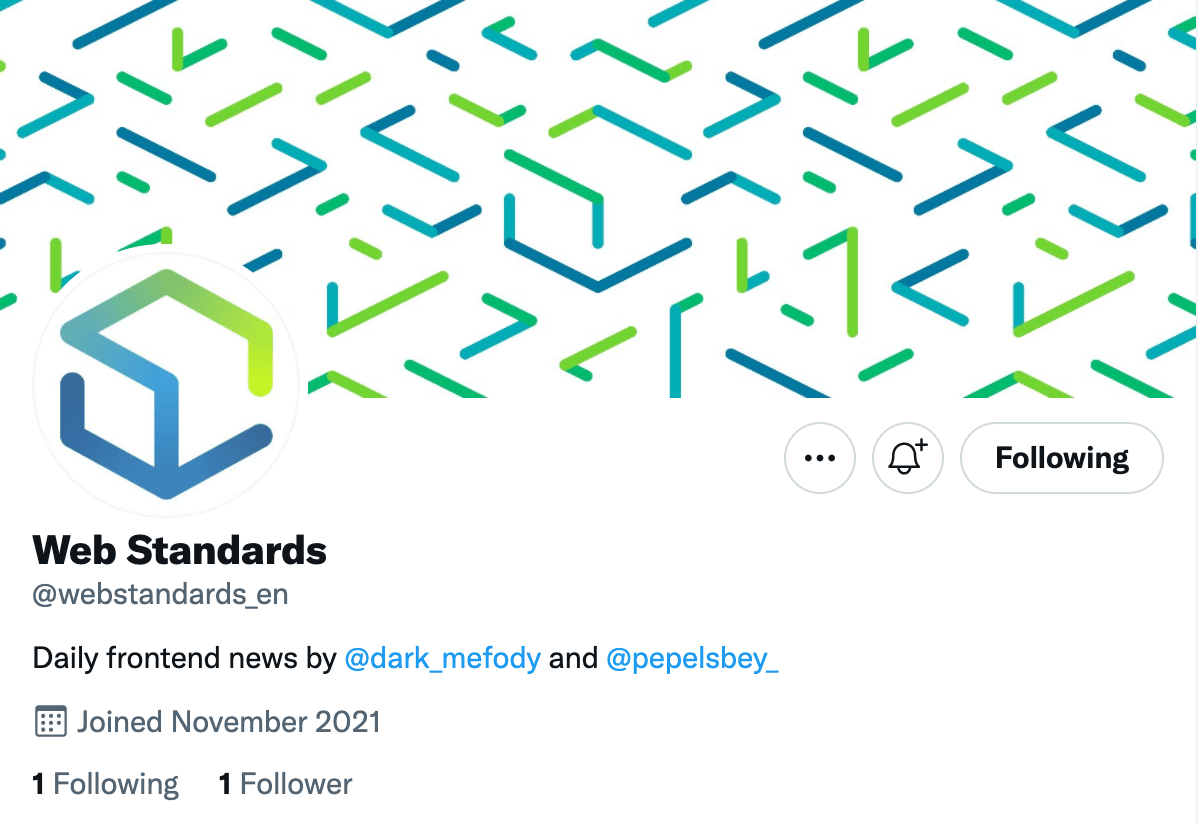 Following
Web Standards
@webstandards_en
Daily frontend news by @dark_mefody and @pepelsbey_
Joined November 2021
1 Following 1 Follower